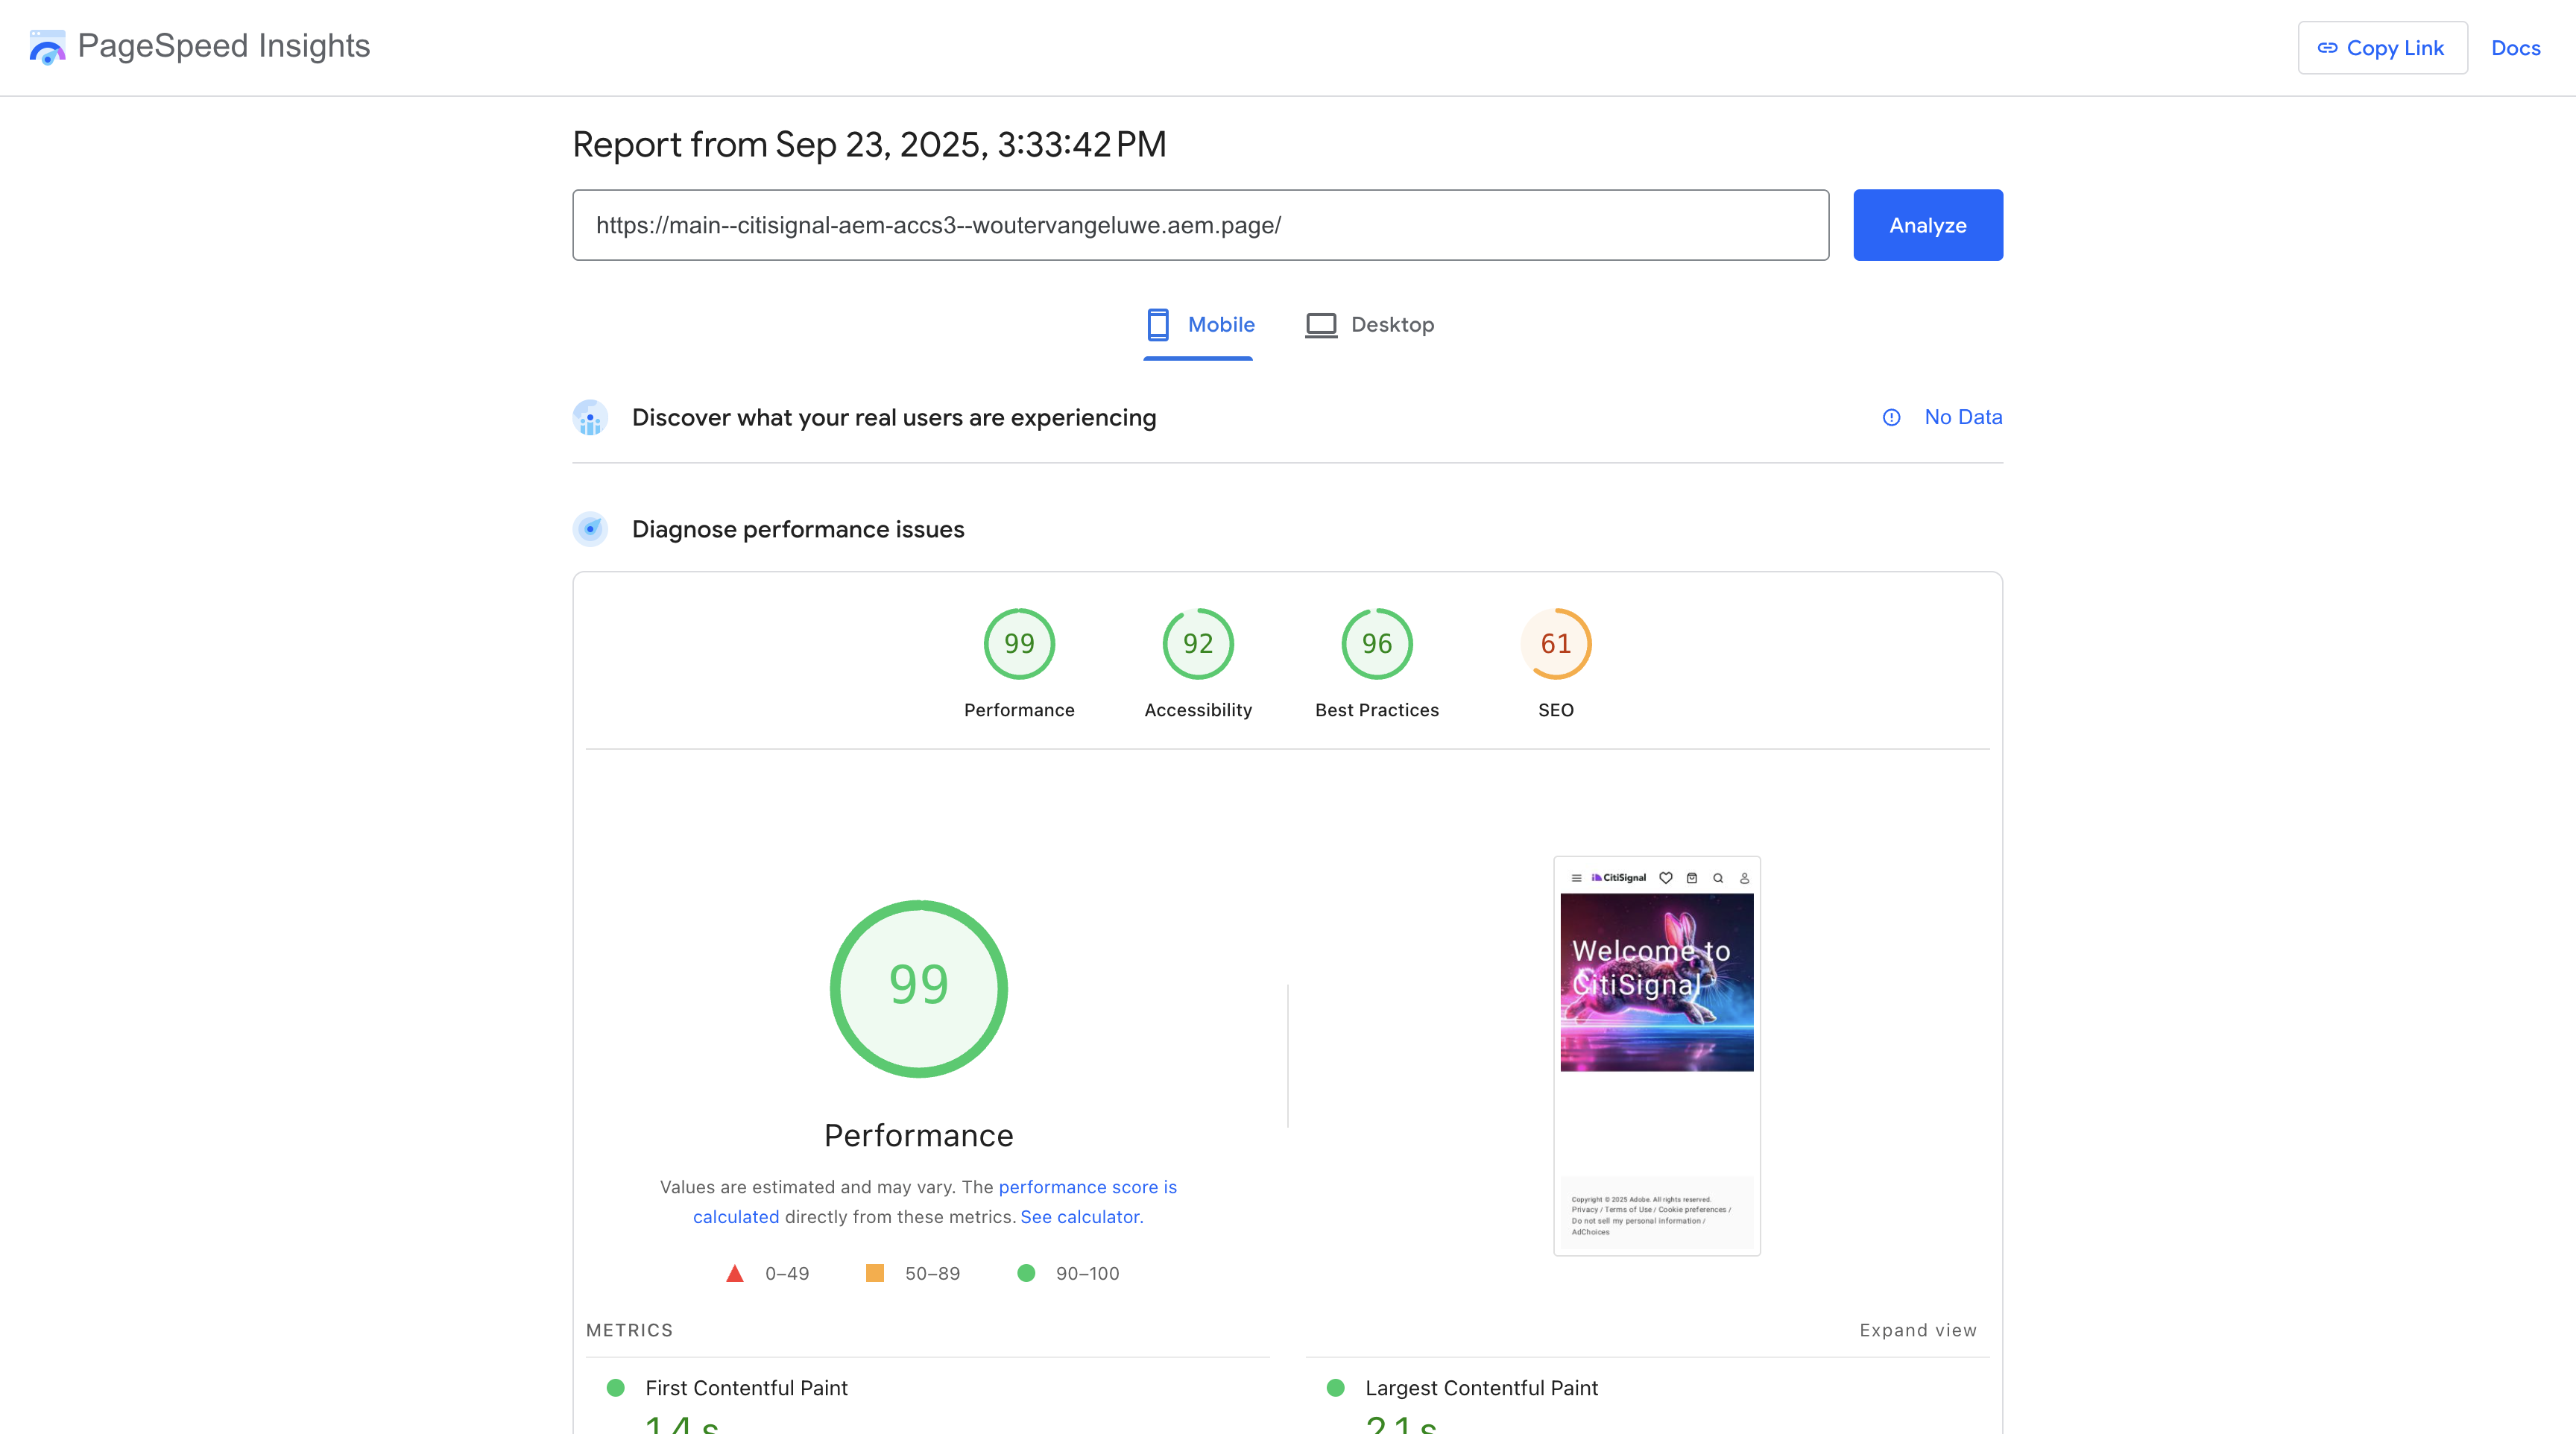 PageSpeed Insights
Copy Link
Docs
Report from Sep 23, 2025, 3:33:42 PM
https://main--citisignal-aem-accs3--woutervangeluwe.aem.page/
Analyze
Mobile
Desktop
Discover what your real users are experiencing
No Data
Diagnose performance issues
99
92
96
61
Performance
Accessibility
Best Practices
SEO
99
Performance
Values are estimated and may vary. The performance score is
calculated directly from these metrics. See calculator.
0–49
50–89
90–100
CitiSignal
Welcome to
CitiSignal
Copyright © 2025 Adobe. All rights reserved.
Privacy / Terms of Use / Cookie preferences /
Do not sell my personal information /
AdChoices
METRICS
Expand view
First Contentful Paint
1.4 s
Largest Contentful Paint
2.1 s